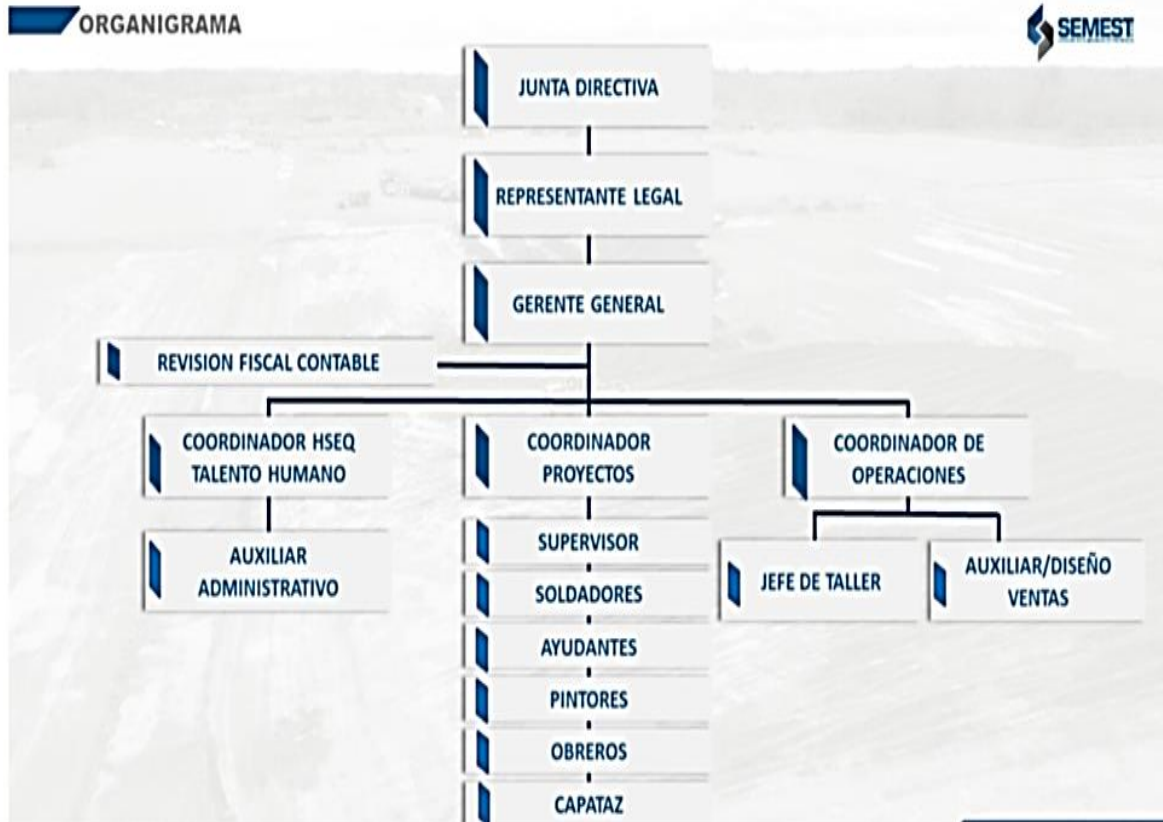 ORGANIGRAMA
SEMEST
JUNTA DIRECTIVA
REPRESENTANTE LEGAL
GERENTE GENERAL
REVISION FISCAL CONTABLE
COORDINADOR HSEQ
TALENTO HUMANO
COORDINADOR
PROYECTOS
COORDINADOR DE
OPERACIONES
AUXILIAR
ADMINISTRATIVO
SUPERVISOR
SOLDADORES
AYUDANTES
PINTORES
OBREROS
CAPATAZ
JEFE DE TALLER
AUXILIAR/DISEÑO
VENTAS